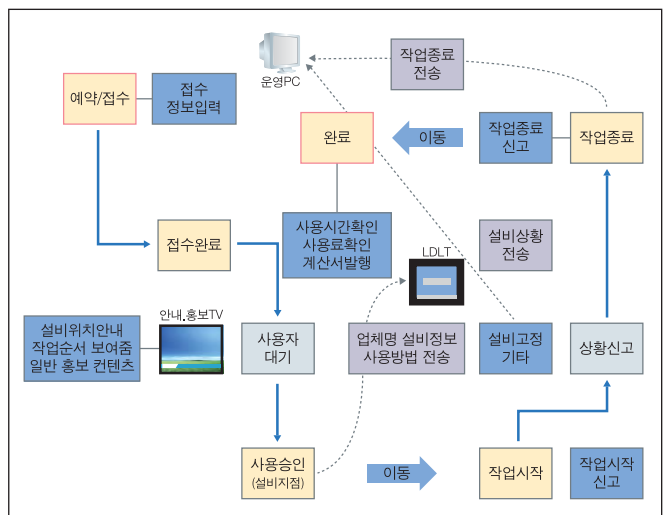 작업종료
전송
운영PC
예약/접수
접수
정보입력
완료
이동
작업종료
신고
작업종료
접수완료
사용시간확인
사용료확인
계산서발행
LDLT
설비상황
전송
안내.홍보TV
설비위치안내
작업순서 보여줌
일반 홍보 컨텐츠
사용자
대기
업체명 설비정보
사용방법 전송
설비고정
기타
상황신고
사용승인
(설비지점)
이동
작업시작
작업시작
신고